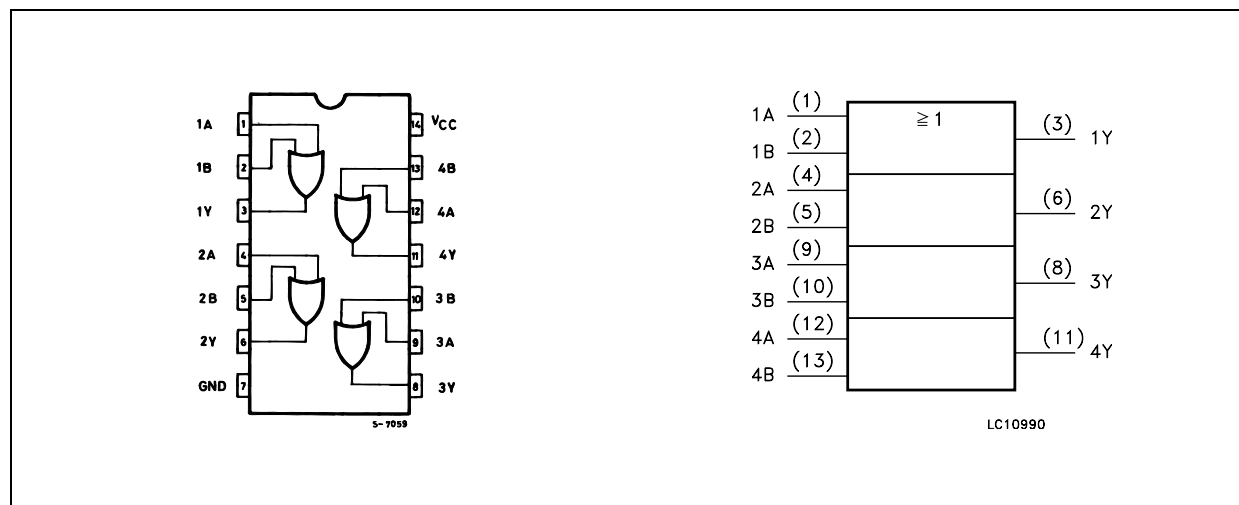 1A 1 14 VCC
1B 2 13 4B
1Y 3 12 4A
2A 4 11 4Y
2B 5 10 3B
2Y 6 9 3A
GND 7 8 3Y
S-7059
≧ 1
1A (1)
1B (2)
2A (4)
2B (5)
3A (9)
3B (10)
4A (12)
4B (13)
(3) 1Y
(6) 2Y
(8) 3Y
(11) 4Y
LC10990